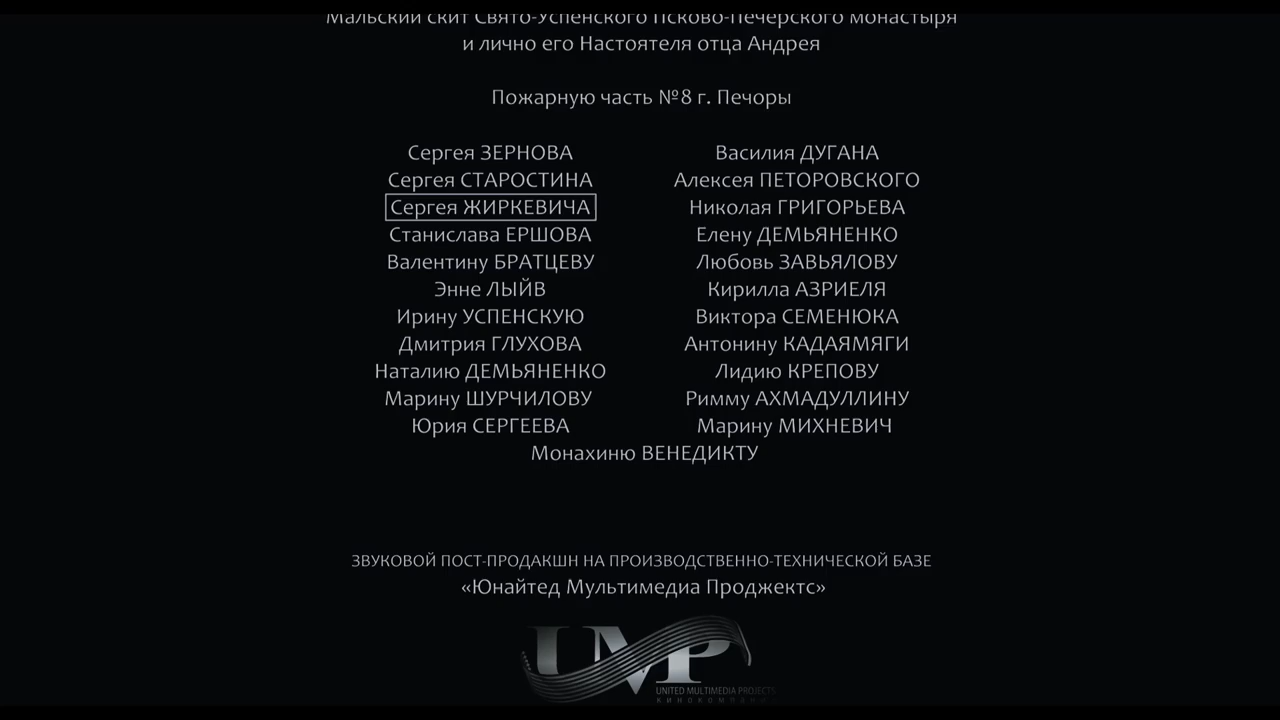 Мальский скит Свято-Успенского Псково-Печерского монастыря
и лично его Настоятеля отца Андрея
Пожарную часть №8 г. Печоры
Сергея ЗЕРНОВА
Сергея СТАРОСТИНА
Сергея ЖИРКЕВИЧА
Станислава ЕРШОВА
Валентину БРАТЦЕВУ
Энне ЛЫЙВ
Ирину УСПЕНСКУЮ
Дмитрия ГЛУХОВА
Наталию ДЕМЬЯНЕНКО
Марину ШУРЧИЛОВУ
Юрия СЕРГЕЕВА
Василия ДУГАНА
Алексея ПЕТОРОВСКОГО
Николая ГРИГОРЬЕВА
Елену ДЕМЬЯНЕНКО
Любовь ЗАВЬЯЛОВУ
Кирилла АЗРИЕЛЯ
Виктора СЕМЕНЮКА
Антонину КАДАЯМЯГИ
Лидию КРЕПОВУ
Римму АХМАДУЛЛИНУ
Марину МИХНЕВИЧ
Монахиню ВЕНЕДИКТУ
ЗВУКОВОЙ ПОСТ-ПРОДАКШН НА ПРОИЗВОДСТВЕННО-ТЕХНИЧЕСКОЙ БАЗЕ
«Юнайтед Мультимедиа Проджектс»
UMP
UNITED MULTIMEDIA PROJECTS
КИНОКОМПАНИЯ